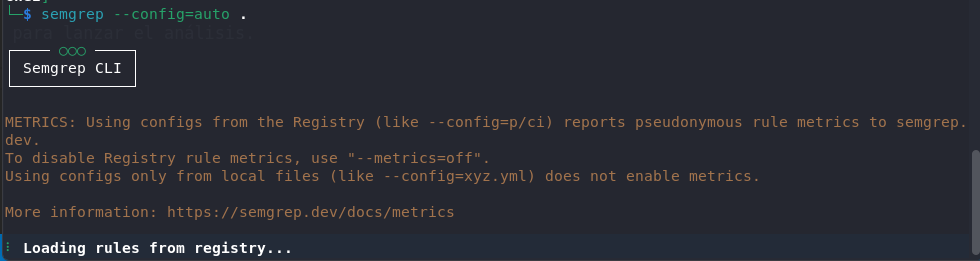 └─$ semgrep --config=auto .
para lanzar el análisis.
○○○
Semgrep CLI
METRICS: Using configs from the Registry (like --config=p/ci) reports pseudonymous rule metrics to semgrep.
dev.
To disable Registry rule metrics, use "--metrics=off".
Using configs only from local files (like --config=xyz.yml) does not enable metrics.
More information: https://semgrep.dev/docs/metrics
⠇ Loading rules from registry...